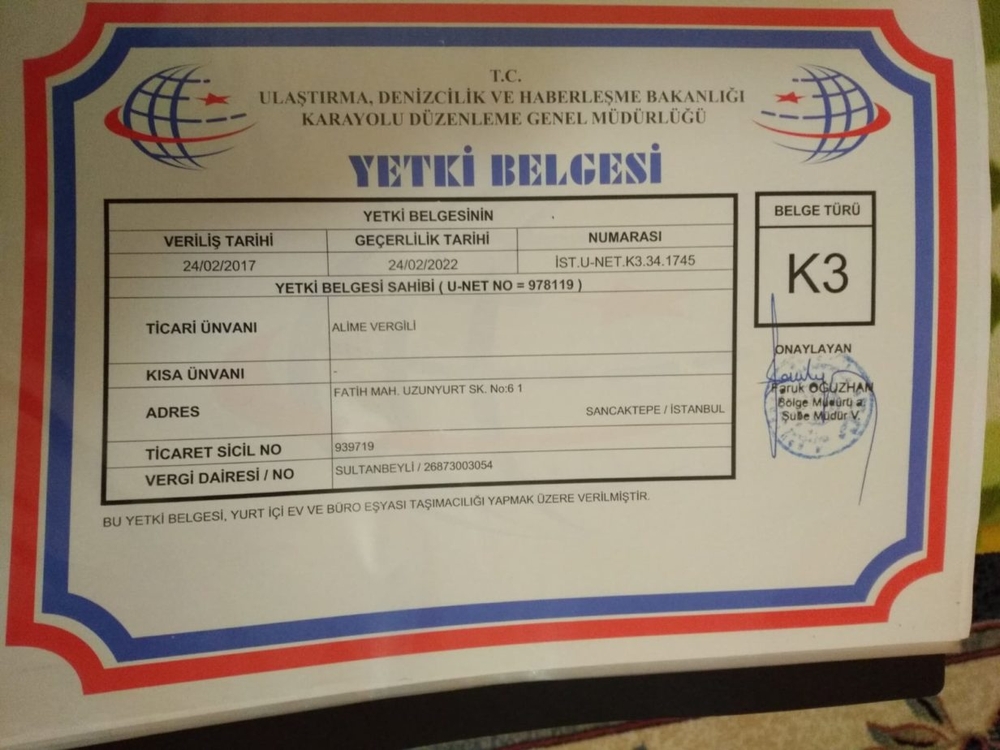 T.C.
ULAŞTIRMA, DENİZCİLİK VE HABERLEŞME BAKANLIĞI
KARAYOLU DÜZENLEME GENEL MÜDÜRLÜĞÜ
YETKİ BELGESİ
YETKİ BELGESİNİN
VERİLİŞ TARİHİ GEÇERLİLİK TARİHİ NUMARASI
24/02/2017 24/02/2022 İST.U-NET.K3.34.1745
YETKİ BELGESİ SAHİBİ ( U-NET NO = 978119 )
TİCARİ ÜNVANI ALİME VERGİLİ
KISA ÜNVANI -
ADRES FATİH MAH. UZUNYURT SK. No:6 1
SANCAKTEPE / İSTANBUL
TİCARET SİCİL NO 939719
VERGİ DAİRESİ / NO SULTANBEYLİ / 26873003054
BU YETKİ BELGESİ, YURT İÇİ EV VE BÜRO EŞYASI TAŞIMACILIĞI YAPMAK ÜZERE VERİLMİŞTİR.
BELGE TÜRÜ
K3
ONAYLAYAN
Faruk OĞUZHAN
Bölge Müdürü a.
Şube Müdür V.